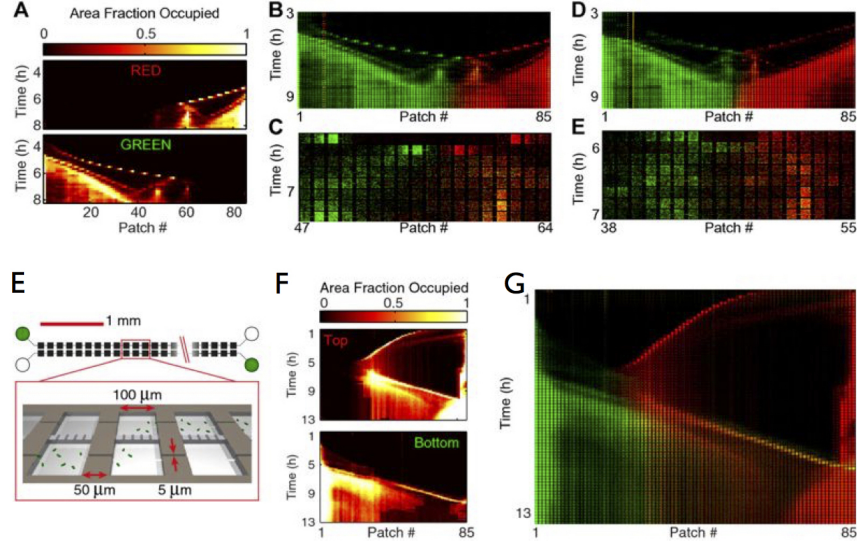 A
Area Fraction Occupied
0 0.5 1
RED
Time (h)
4
6
8
GREEN
Time (h)
4
6
8
20 40 60 80
Patch #
B
3
Time (h)
9
1 Patch # 85
C
Time (h)
7
47 Patch # 64
D
3
Time (h)
9
1 Patch # 85
E
6
Time (h)
7
38 Patch # 55
E
1 mm
100 μm
50 μm 5 μm
F
Area Fraction Occupied
0 0.5 1
Top
Time (h)
1
5
9
13
Bottom
Time (h)
1
5
9
13
1 Patch # 85
G
1
Time (h)
13
1 Patch # 85